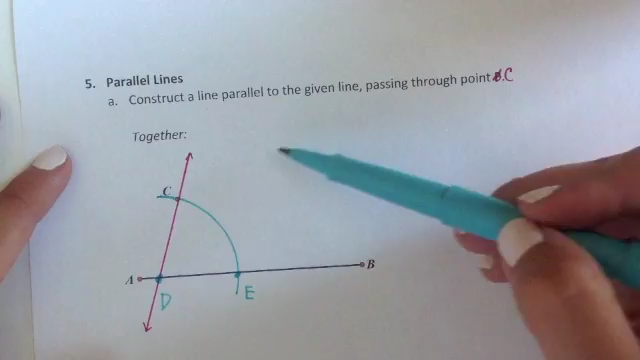 5. Parallel Lines
a. Construct a line parallel to the given line, passing through point C
Together:
C
A
B
D
E